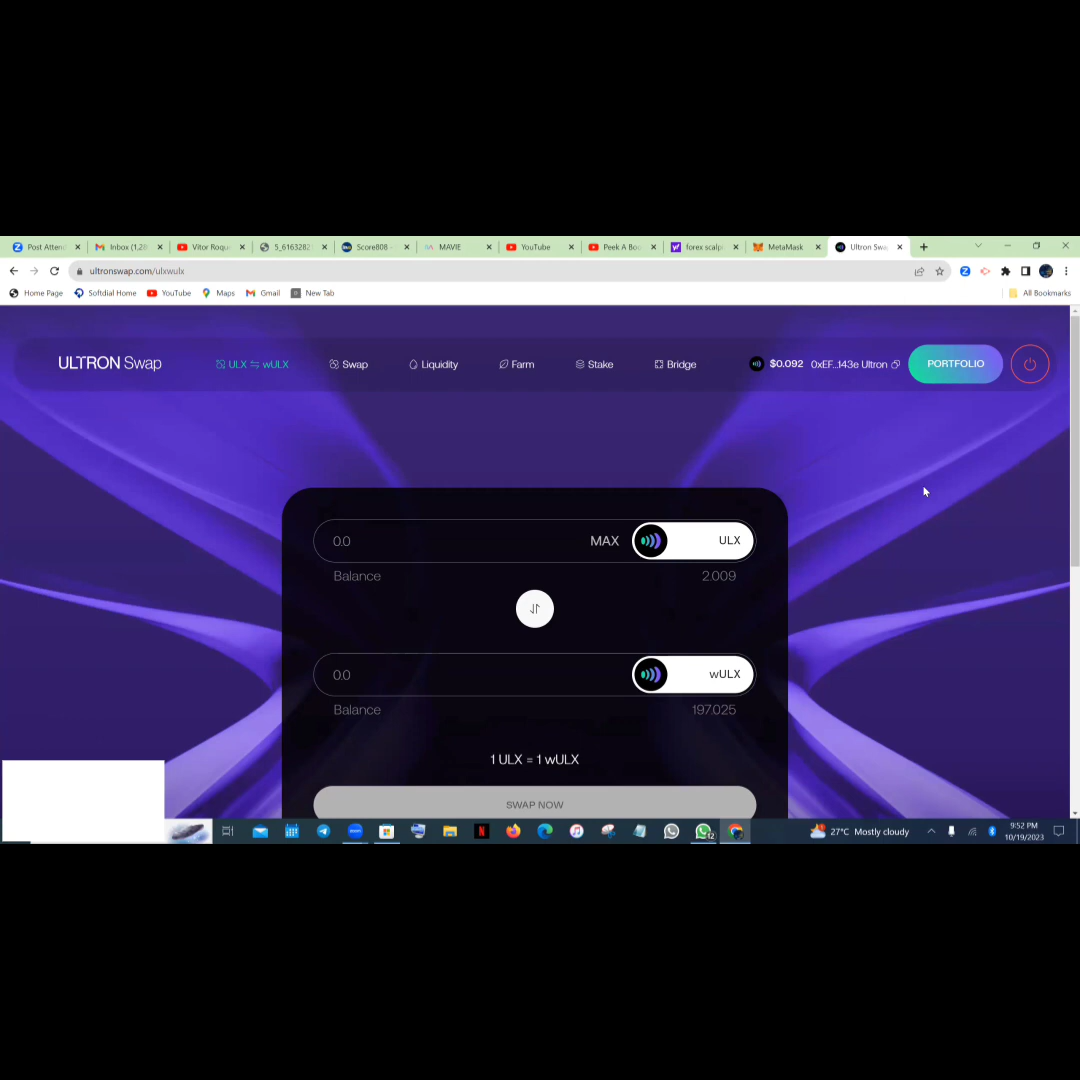 Post Atten
Inbox (1,28
Vitor Roqu
5_6163282
Score808 -
MAVIE
YouTube
Peek A Boo
forex scalp
MetaMask
Ultron Swa
ultronswap.com/ulxwulx
Home Page
Softdial Home
YouTube
Maps
Gmail
New Tab
All Bookmarks
ULTRON Swap
ULX ⇆ wULX
Swap
Liquidity
Farm
Stake
Bridge
$0.092
0xEF...143e Ultron
PORTFOLIO
0.0
MAX
ULX
Balance
2.009
0.0
wULX
Balance
197.025
1 ULX = 1 wULX
SWAP NOW
12
27°C Mostly cloudy
9:52 PM
10/19/2023